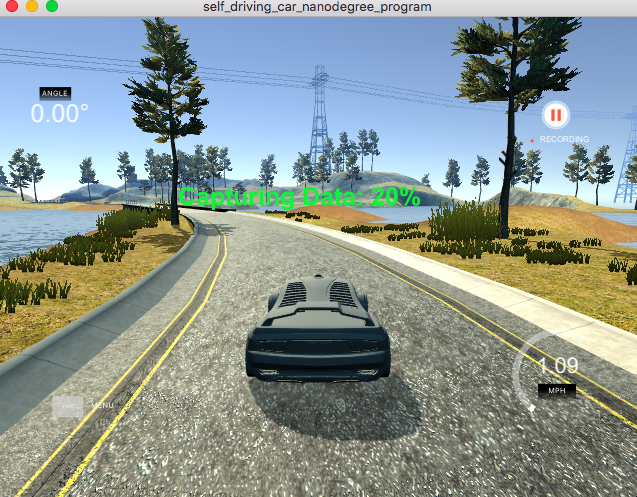 self_driving_car_nanodegree_program
ANGLE
0.00°
RECORDING
Capturing Data: 20%
1.09
MPH
MENU